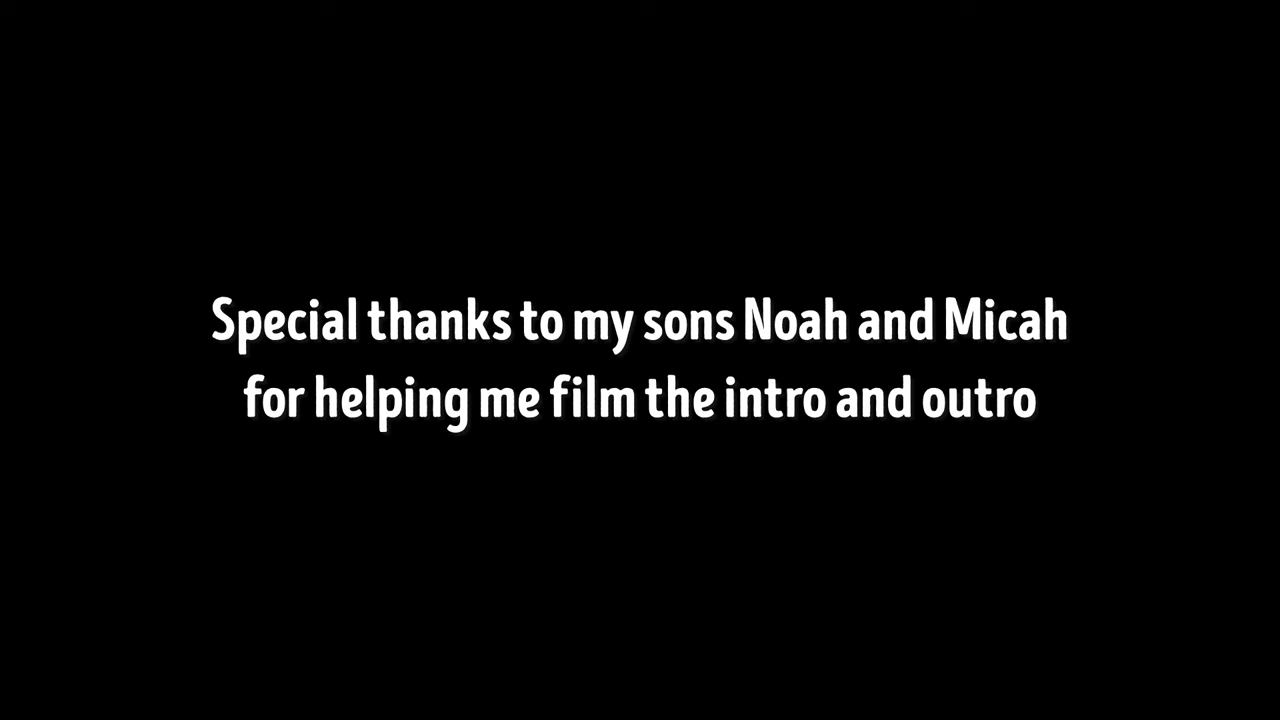 Special thanks to my sons Noah and Micah
for helping me film the intro and outro